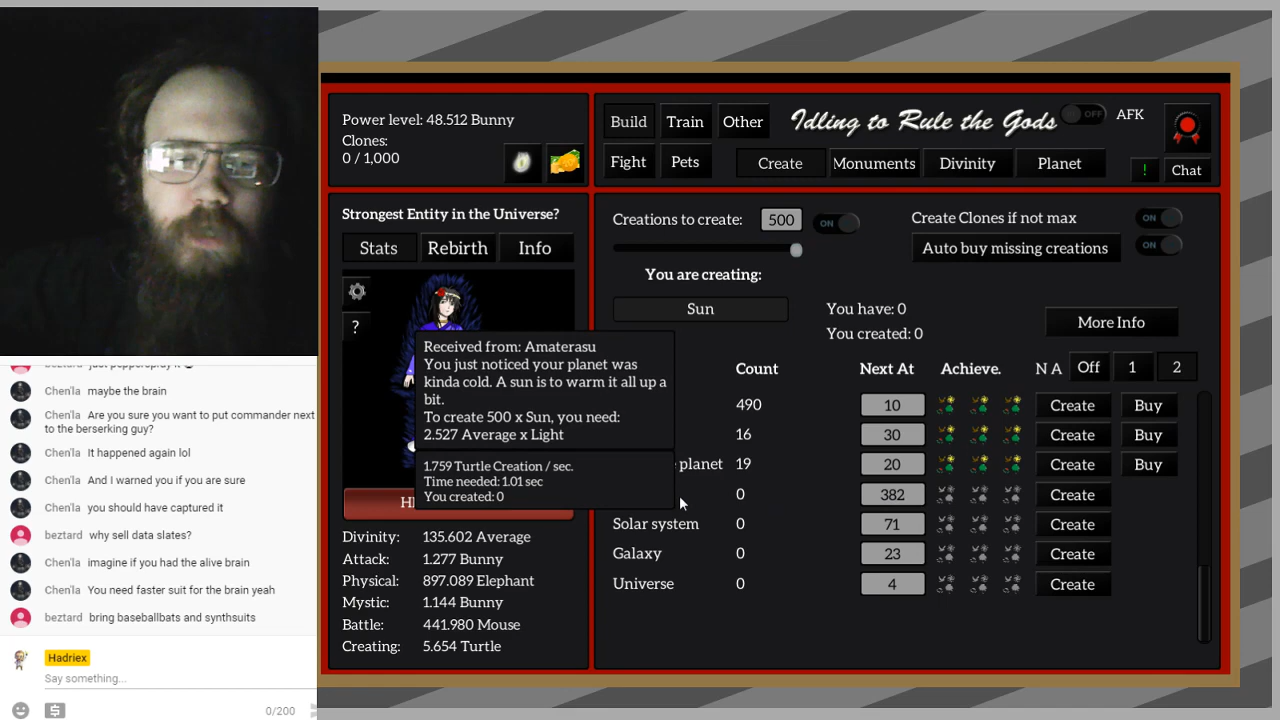 Chen'la maybe the brain
Chen'la Are you sure you want to put commander next
to the berserking guy?
Chen'la It happened again lol
Chen'la And I warned you if you are sure
Chen'la you should have captured it
beztard why sell data slates?
Chen'la imagine if you had the alive brain
Chen'la You need faster suit for the brain yeah
beztard bring baseballbats and synthsuits
Hadriex
Say something...
0/200
Power level: 48.512 Bunny
Clones:
0 / 1,000
Build Train Other
Idling to Rule the Gods
OFF AFK
Fight Pets
Create Monuments Divinity Planet
! Chat
Strongest Entity in the Universe?
Stats Rebirth Info
?
Divinity: 135.602 Average
Attack: 1.277 Bunny
Physical: 897.089 Elephant
Mystic: 1.144 Bunny
Battle: 441.980 Mouse
Creating: 5.654 Turtle
Creations to create: 500 ON
Create Clones if not max ON
Auto buy missing creations ON
You are creating:
Sun
You have: 0
You created: 0
More Info
Received from: Amaterasu
You just noticed your planet was
kinda cold. A sun is to warm it all up a
bit.
To create 500 x Sun, you need:
2.527 Average x Light
1.759 Turtle Creation / sec.
Time needed: 1.01 sec
You created: 0
Count Next At Achieve. N A Off 1 2
490 10 Create Buy
16 30 Create Buy
planet 19 20 Create Buy
0 382 Create
Solar system 0 71 Create
Galaxy 0 23 Create
Universe 0 4 Create